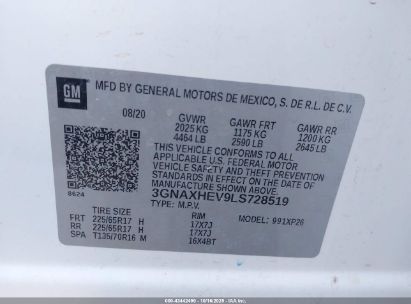 GM
MFD BY GENERAL MOTORS DE MEXICO, S. DE R.L. DE C.V.
08/20 GVWR GAWR FRT GAWR RR
2025 KG 1175 KG 1200 KG
4464 LB 2590 LB 2645 LB
THIS VEHICLE CONFORMS TO ALL
APPLICABLE U.S. FEDERAL MOTOR
VEHICLE SAFETY AND THEFT PREVENTION
STANDARDS IN EFFECT ON THE DATE OF
MANUFACTURE SHOWN ABOVE.
3GNAXHEV9LS728519
8624 TYPE: M.P.V. MODEL: 991XP26
TIRE SIZE RIM
FRT 225/65R17 H 17X7J
RR 225/65R17 H 17X7J
SPA T135/70R16 M 16X4BT